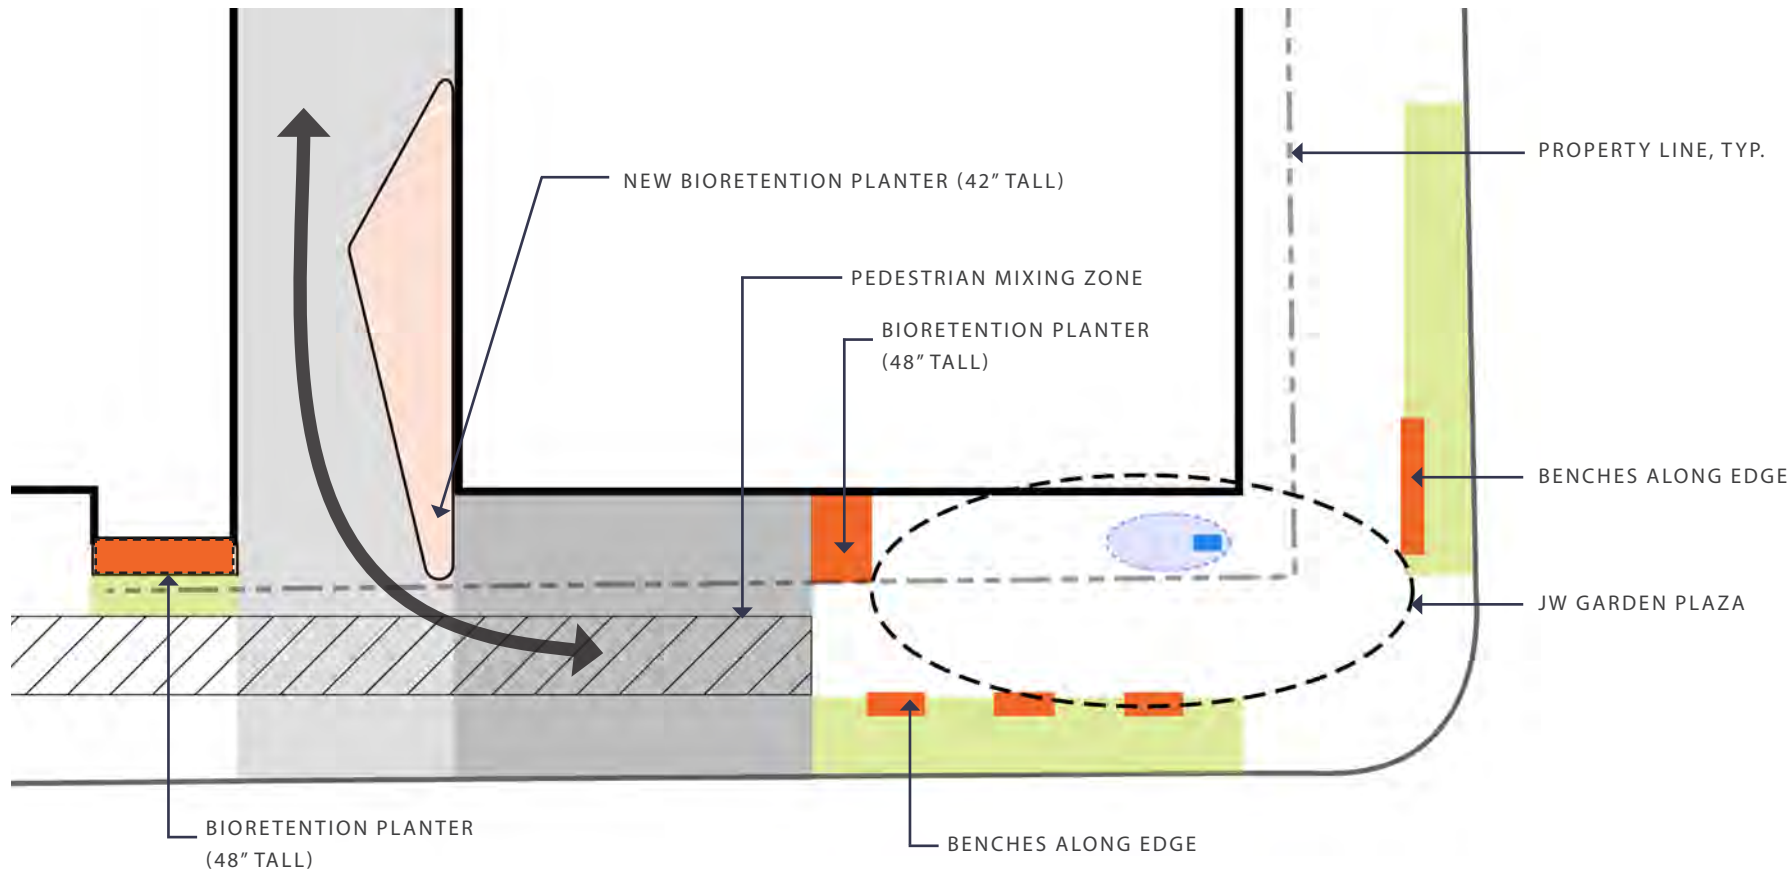 PROPERTY LINE, TYP.
NEW BIORETENTION PLANTER (42” TALL)
PEDESTRIAN MIXING ZONE
BIORETENTION PLANTER
(48” TALL)
BENCHES ALONG EDGE
JW GARDEN PLAZA
BIORETENTION PLANTER
(48” TALL)
BENCHES ALONG EDGE